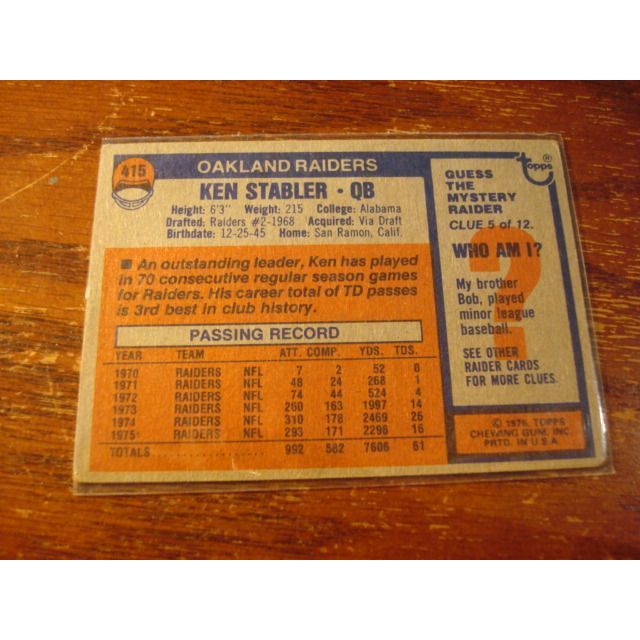 415
OAKLAND RAIDERS
KEN STABLER · QB
Height: 6'3" Weight: 215 College: Alabama
Drafted: Raiders #2-1968 Acquired: Via Draft
Birthdate: 12-25-45 Home: San Ramon, Calif.
■ An outstanding leader, Ken has played
in 70 consecutive regular season games
for Raiders. His career total of TD passes
is 3rd best in club history.
PASSING RECORD
YEAR TEAM ATT. COMP. YDS. TDS.
1970 RAIDERS NFL 7 2 52 0
1971 RAIDERS NFL 48 24 268 1
1972 RAIDERS NFL 74 44 524 4
1973 RAIDERS NFL 260 163 1997 14
1974 RAIDERS NFL 310 178 2469 26
1975 RAIDERS NFL 293 171 2296 16
TOTALS 992 582 7606 61
topps
GUESS
THE
MYSTERY
RAIDER
CLUE 5 of 12.
WHO AM I?
?
My brother
Bob, played
minor league
baseball.
SEE OTHER
RAIDER CARDS
FOR MORE CLUES.
© 1976, TOPPS
CHEWING GUM, INC.
PRTD. IN U.S.A